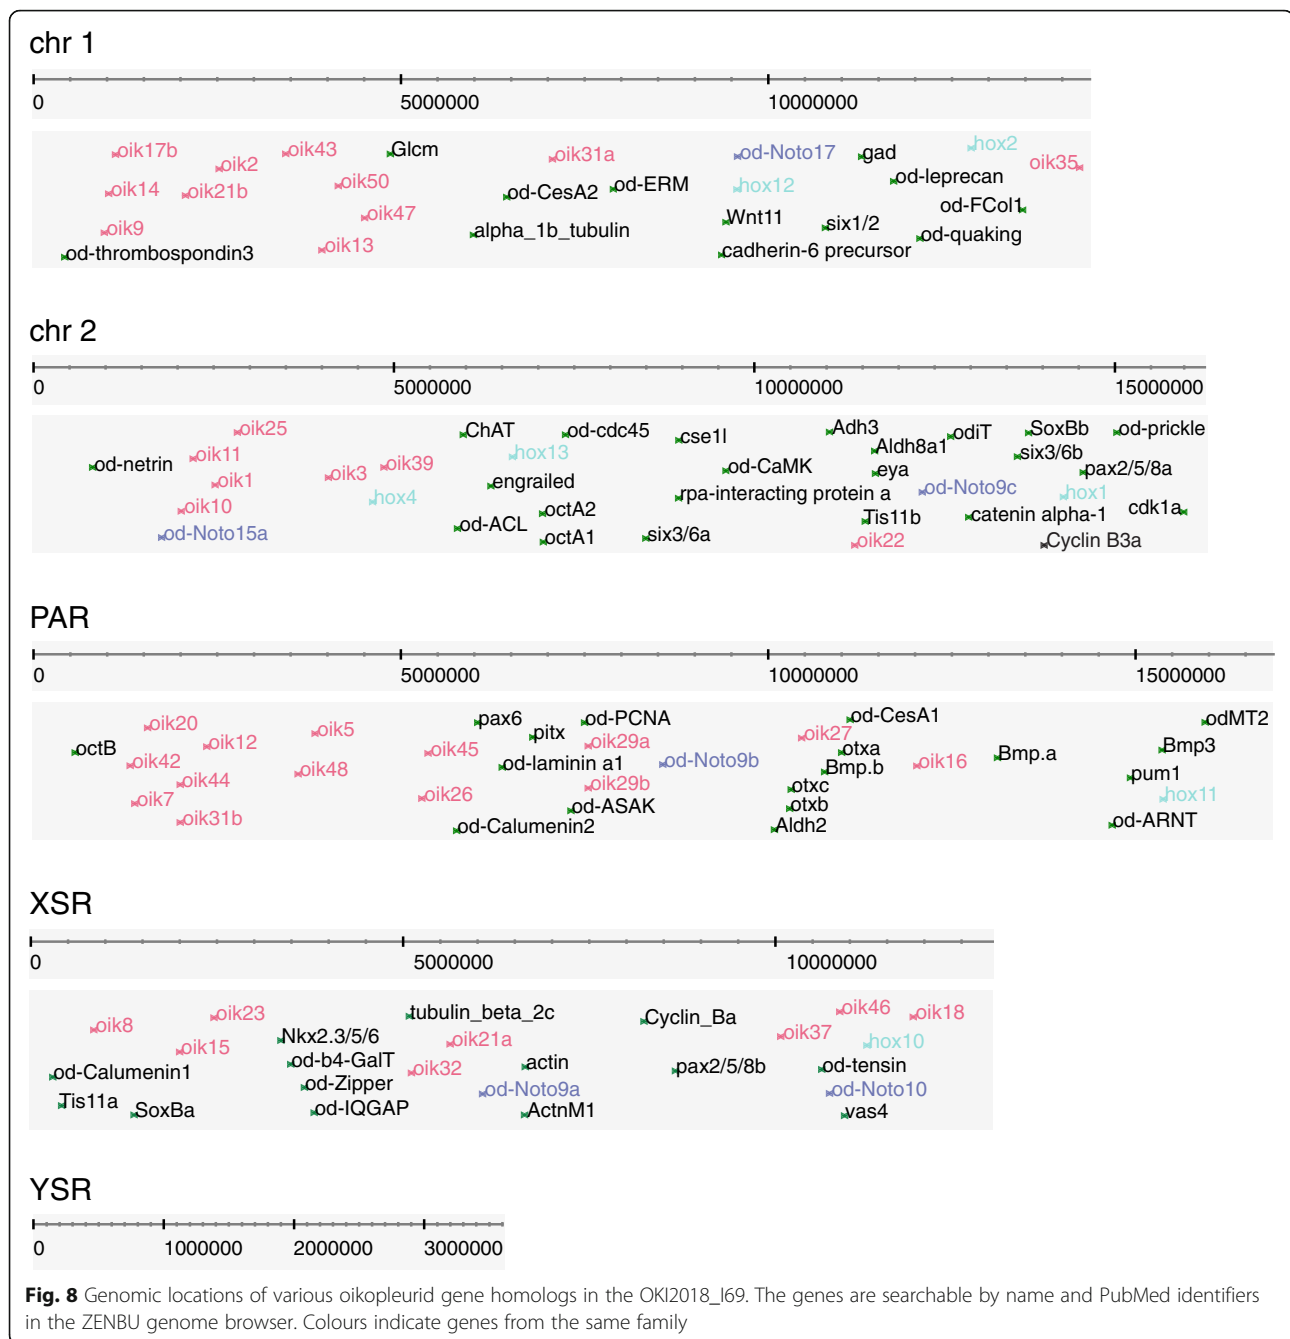 chr 1
0 5000000 10000000
oik17b oik43 Glcm oik31a od-Noto17 gad hox2
oik2 oik35
oik14 oik21b oik50 od-CesA2 od-ERM hox12 od-leprecan
oik47 Wnt11 od-FCol1
oik9 oik13 alpha_1b_tubulin six1/2 od-quaking
od-thrombospondin3 cadherin-6 precursor
chr 2
0 5000000 10000000 15000000
oik25 ChAT od-cdc45 cse1l Adh3 odiT SoxBb od-prickle
oik11 hox13 Aldh8a1 six3/6b
od-netrin oik3 oik39 od-CaMK eya pax2/5/8a
oik1 engrailed od-Noto9c
oik10 hox4 octA2 rpa-interacting protein a hox1 cdk1a
od-Noto15a od-ACL octA1 six3/6a Tis11b catenin alpha-1
oik22 Cyclin B3a
PAR
0 5000000 10000000 15000000
oik20 oik5 pax6 od-PCNA od-CesA1 odMT2
octB oik12 oik45 pitx oik29a oik27 otxa Bmp.a Bmp3
oik42 oik48 od-laminin a1 od-Noto9b Bmp.b oik16
oik44 oik29b otxc pum1
oik7 oik26 od-ASAK otxb hox11
oik31b od-Calumenin2 Aldh2 od-ARNT
XSR
0 5000000 10000000
oik8 oik23 tubulin_beta_2c Cyclin_Ba oik46 oik18
oik15 Nkx2.3/5/6 oik21a oik37 hox10
od-Calumenin1 od-b4-GalT oik32 actin pax2/5/8b od-tensin
od-Zipper od-Noto9a od-Noto10
Tis11a SoxBa od-IQGAP ActnM1 vas4
YSR
0 1000000 2000000 3000000
Fig. 8 Genomic locations of various oikopleurid gene homologs in the OKI2018_I69. The genes are searchable by name and PubMed identifiers
in the ZENBU genome browser. Colours indicate genes from the same family